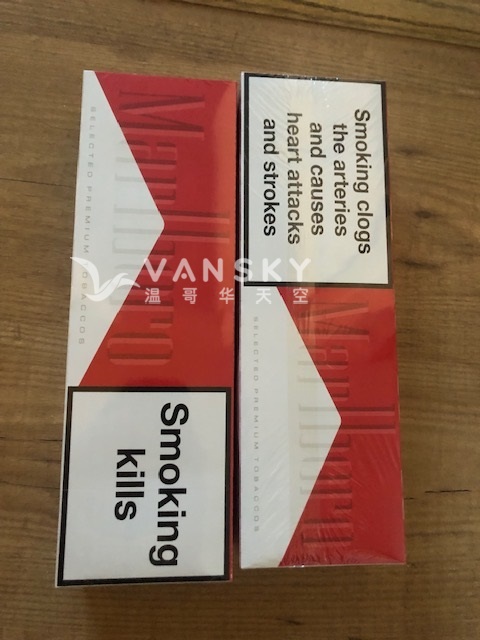 Marlboro
SELECTED PREMIUM TOBACCOS
Smoking
kills
Smoking clogs
the arteries
and causes
heart attacks
and strokes
Marlboro
SELECTED PREMIUM TOBACCOS
VANSKY
温哥华天空